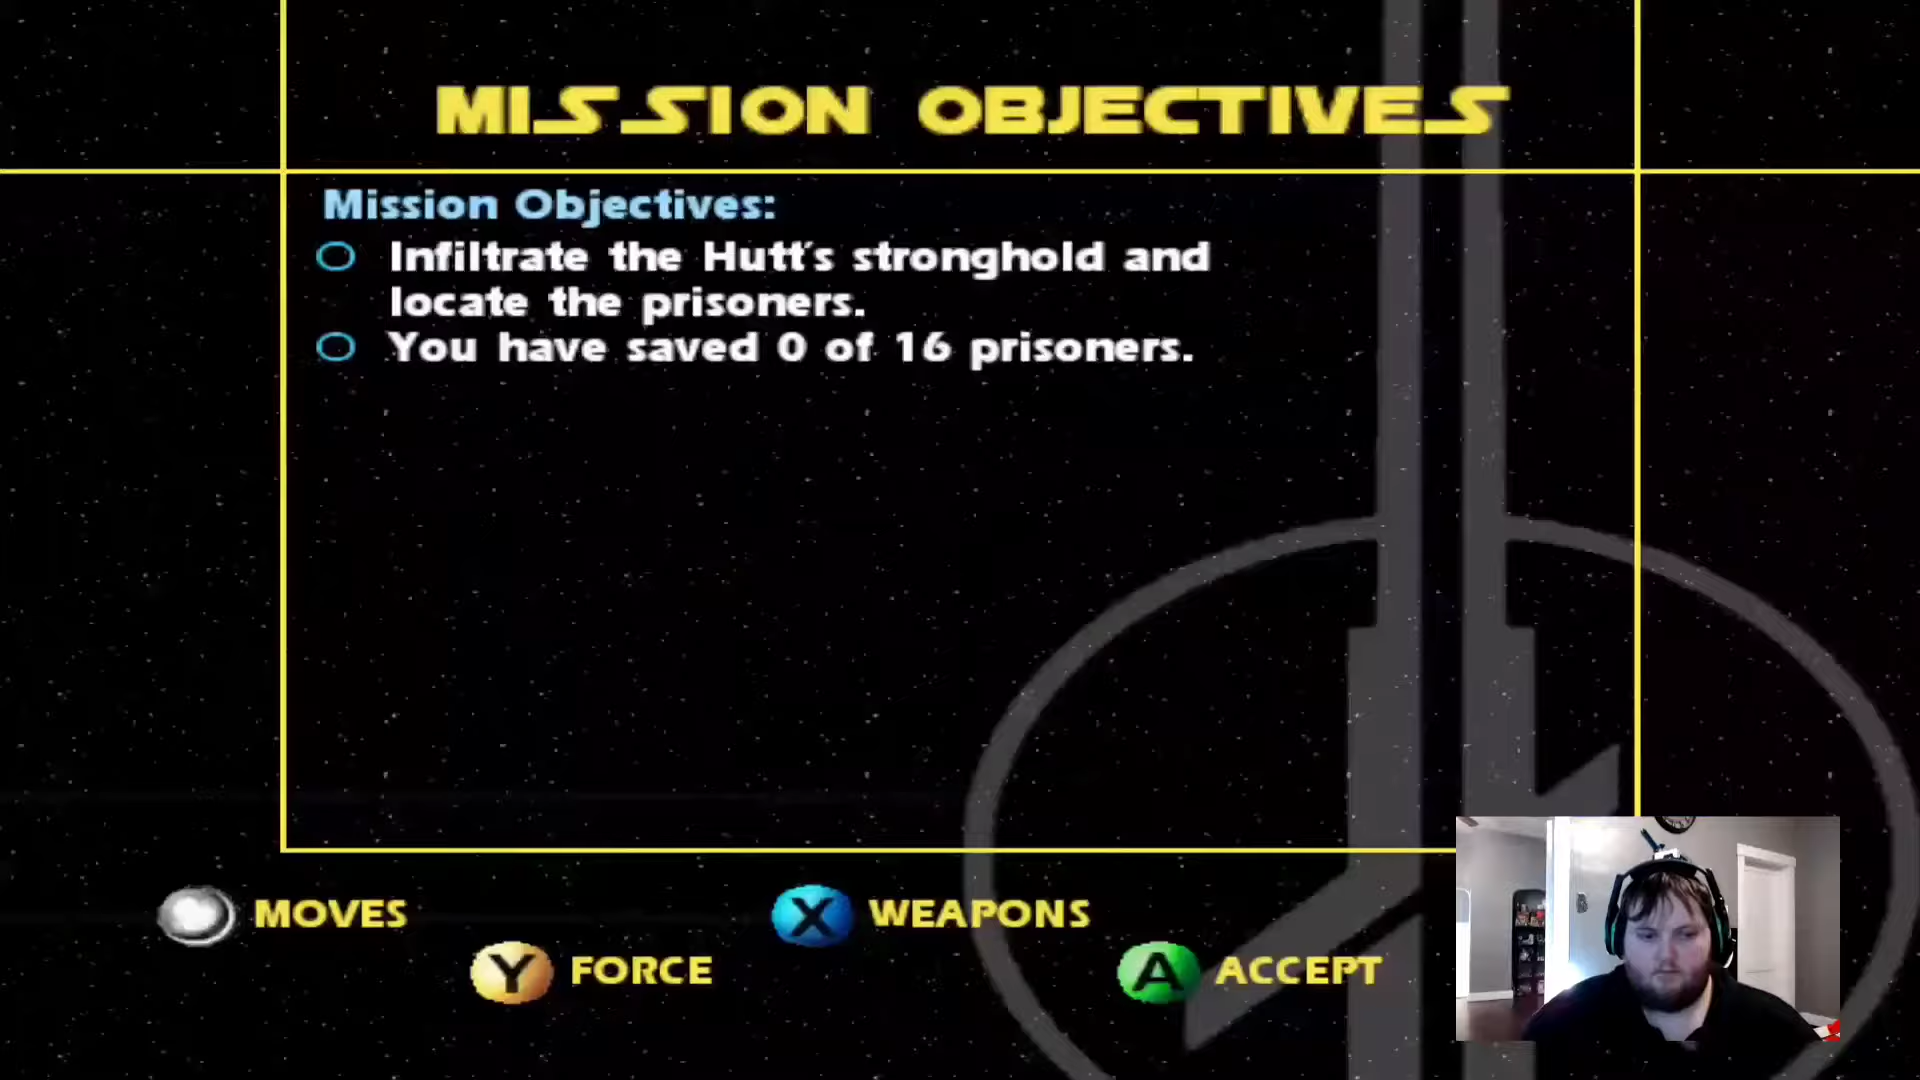 MISSION OBJECTIVES
Mission Objectives:
Infiltrate the Hutt's stronghold and
locate the prisoners.
You have saved 0 of 16 prisoners.
MOVES
X WEAPONS
Y FORCE
A ACCEPT